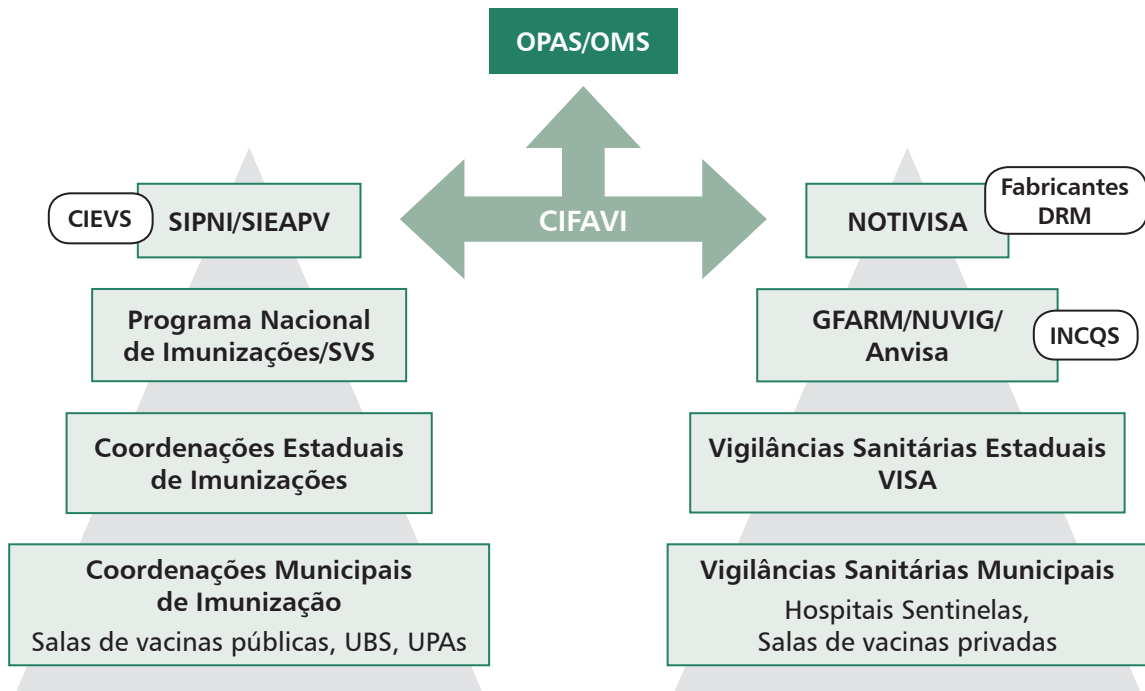 OPAS/OMS
CIFAVI
CIEVS
SIPNI/SIEAPV
Programa Nacional
de Imunizações/SVS
Coordenações Estaduais
de Imunizações
Coordenações Municipais
de Imunização
Salas de vacinas públicas, UBS, UPAs
NOTIVISA
Fabricantes
DRM
GFARM/NUVIG/
Anvisa
INCQS
Vigilâncias Sanitárias Estaduais
VISA
Vigilâncias Sanitárias Municipais
Hospitais Sentinelas,
Salas de vacinas privadas